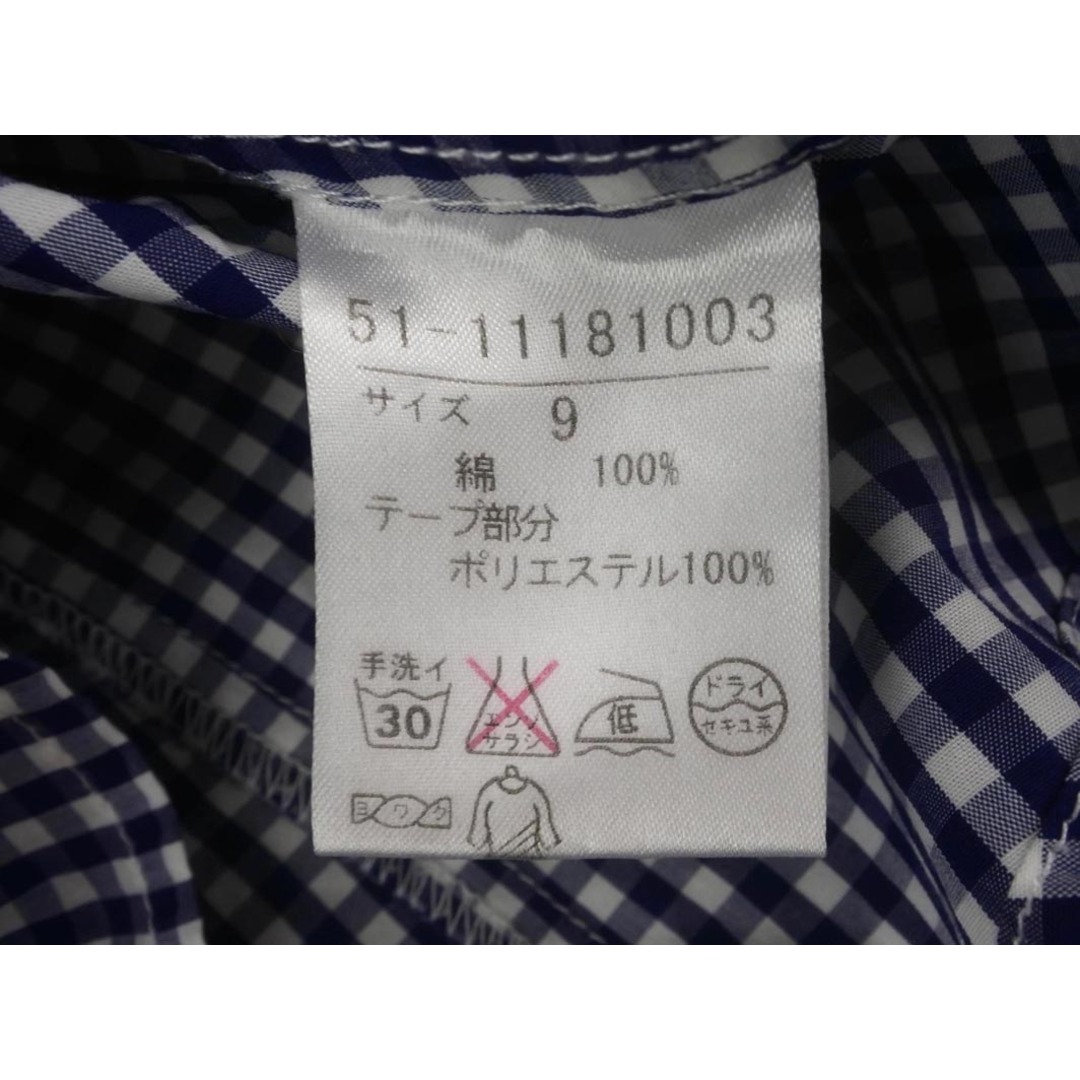 51-11181003
サイズ 9
綿 100%
テープ部分
ポリエステル100%
手洗イ
30
エンソ
サラシ
低
ドライ
セキユ系
ヨワク